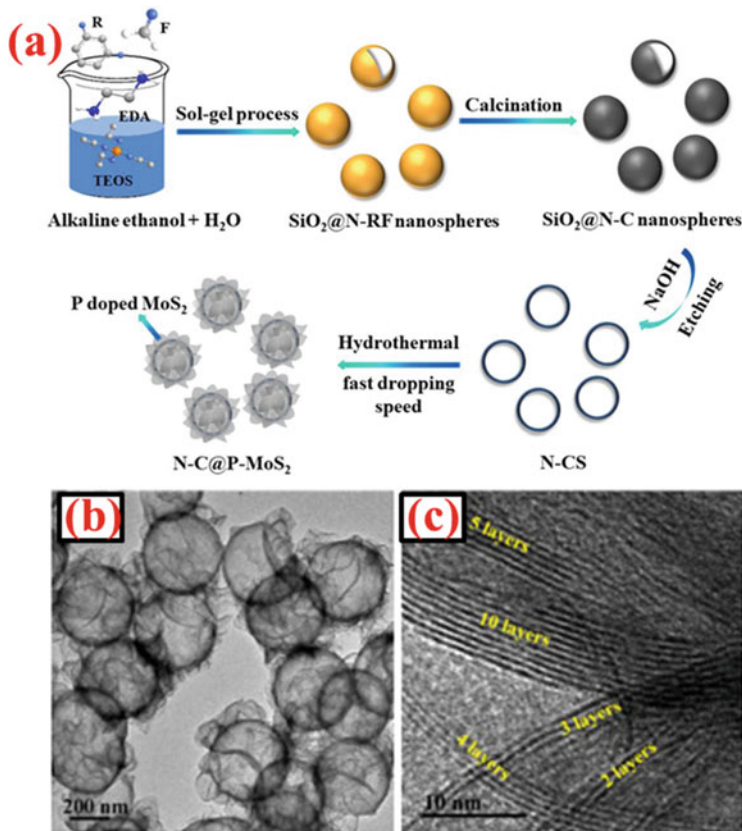 (a)
R
F
EDA
TEOS
Sol-gel process
Calcination
Alkaline ethanol + H₂O
SiO₂@N-RF nanospheres
SiO₂@N-C nanospheres
NaOH
Etching
P doped MoS₂
Hydrothermal
fast dropping
speed
N-C@P-MoS₂
N-CS
(b)
200 nm
(c)
5 layers
10 layers
3 layers
4 layers
2 layers
10 nm